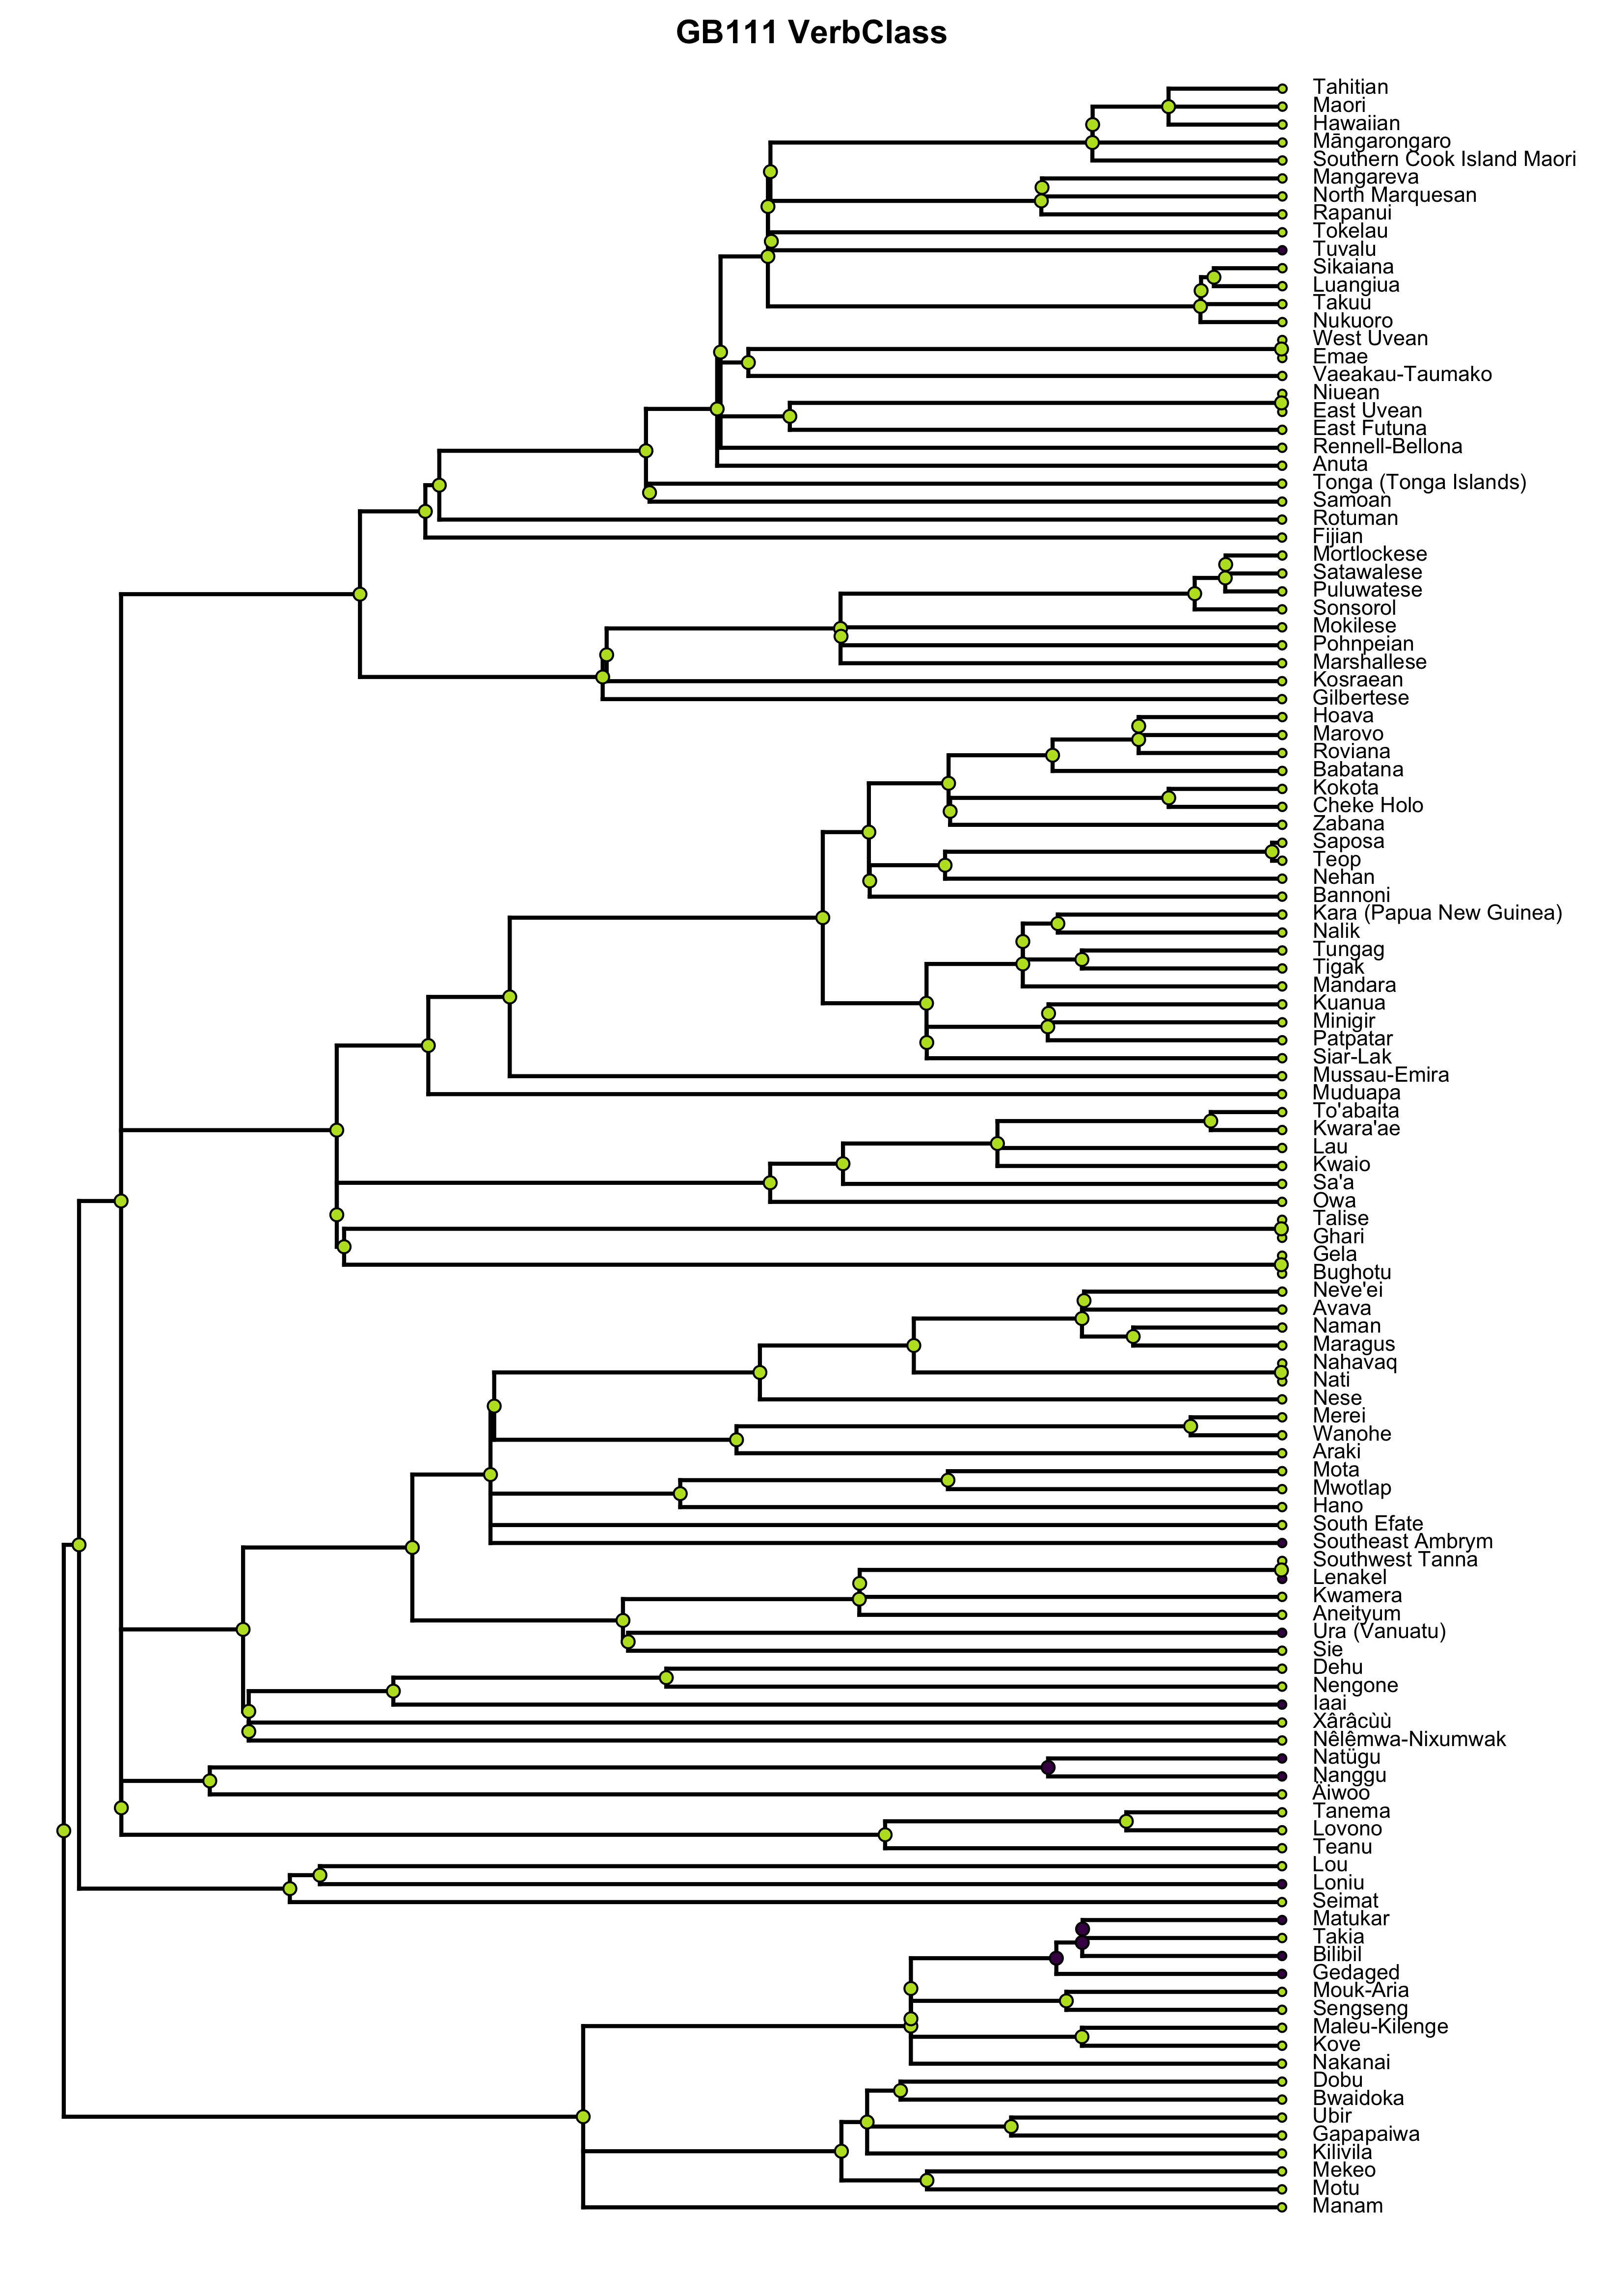 GB111 VerbClass
Tahitian
Maori
Hawaiian
Māngarongaro
Southern Cook Island Maori
Mangareva
North Marquesan
Rapanui
Tokelau
Tuvalu
Sikaiana
Luangiua
Takuu
Nukuoro
West Uvean
Emae
Vaeakau-Taumako
Niuean
East Uvean
East Futuna
Rennell-Bellona
Anuta
Tonga (Tonga Islands)
Samoan
Rotuman
Fijian
Mortlockese
Satawalese
Puluwatese
Sonsorol
Mokilese
Pohnpeian
Marshallese
Kosraean
Gilbertese
Hoava
Marovo
Roviana
Babatana
Kokota
Cheke Holo
Zabana
Saposa
Teop
Nehan
Bannoni
Kara (Papua New Guinea)
Nalik
Tungag
Tigak
Mandara
Kuanua
Minigir
Patpatar
Siar-Lak
Mussau-Emira
Muduapa
To'abaita
Kwara'ae
Lau
Kwaio
Sa'a
Owa
Talise
Ghari
Gela
Bughotu
Neve'ei
Avava
Naman
Maragus
Nahavaq
Nati
Nese
Merei
Wanohe
Araki
Mota
Mwotlap
Hano
South Efate
Southeast Ambrym
Southwest Tanna
Lenakel
Kwamera
Aneityum
Ura (Vanuatu)
Sie
Dehu
Nengone
Iaai
Xârâcùù
Nêlêmwa-Nixumwak
Natügu
Nanggu
Äiwoo
Tanema
Lovono
Teanu
Lou
Loniu
Seimat
Matukar
Takia
Bilibil
Gedaged
Mouk-Aria
Sengseng
Maleu-Kilenge
Kove
Nakanai
Dobu
Bwaidoka
Ubir
Gapapaiwa
Kilivila
Mekeo
Motu
Manam